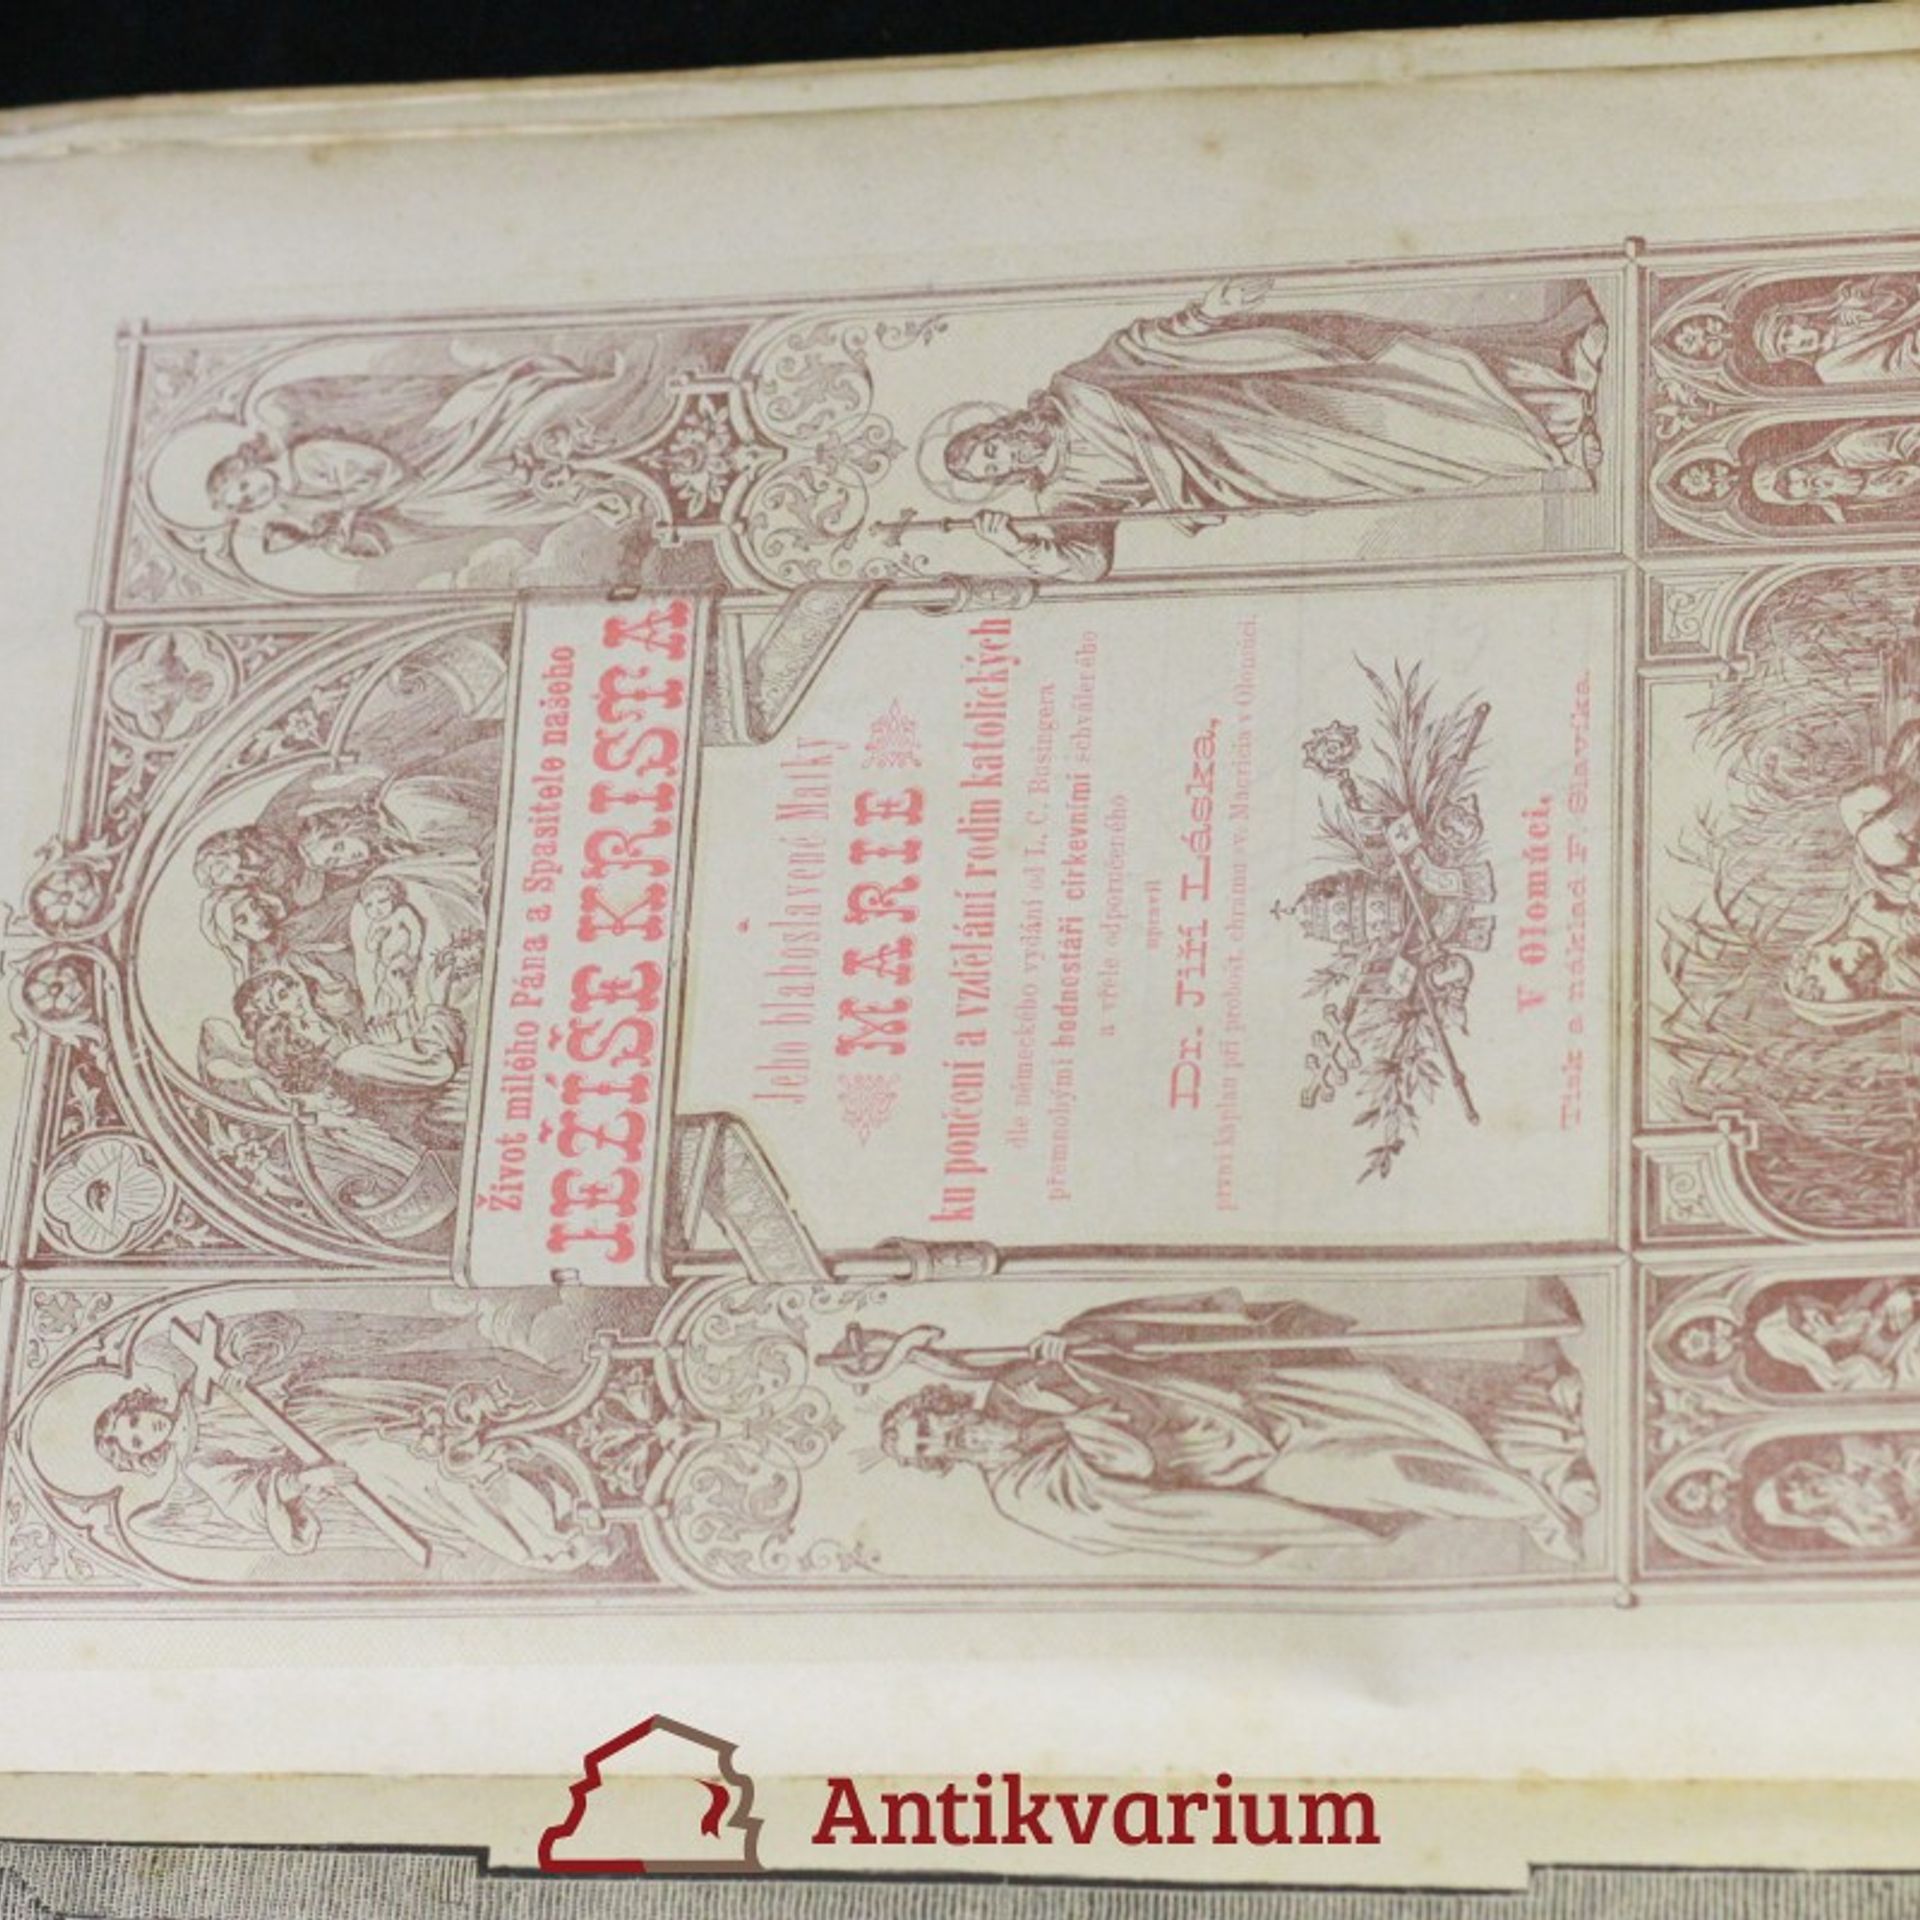 Život milého Pána a Spasitele našeho
JEŽÍŠE KRISTA
a
Jeho blahoslavené Matky
MARIE
ku poučení a vzdělání rodin katolických
dle německého vydání od L. C. Busingera
přemnohými hodnostáři církevními schváleného
a vřele odporučeného
upravil
Dr. Jiří Láska,
první kaplan při probošt. chrámu sv. Mauricia v Olomouci.
V Olomúci,
Tisk a náklad F. Slavíka.
Antikvarium